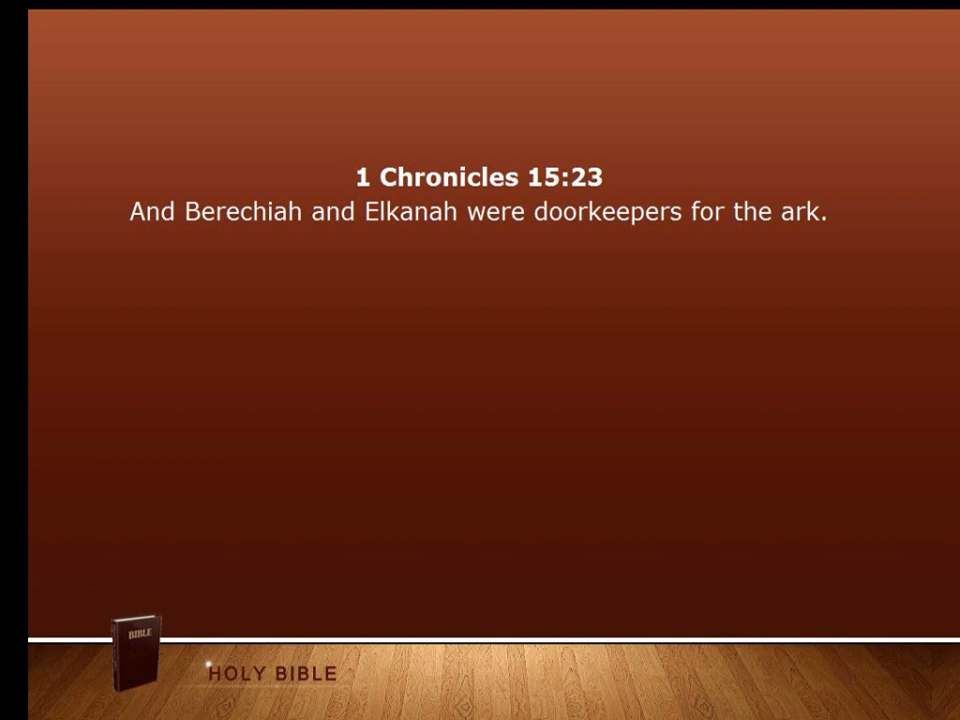 1 Chronicles 15:23
And Berechiah and Elkanah were doorkeepers for the ark.
BIBLE
HOLY BIBLE